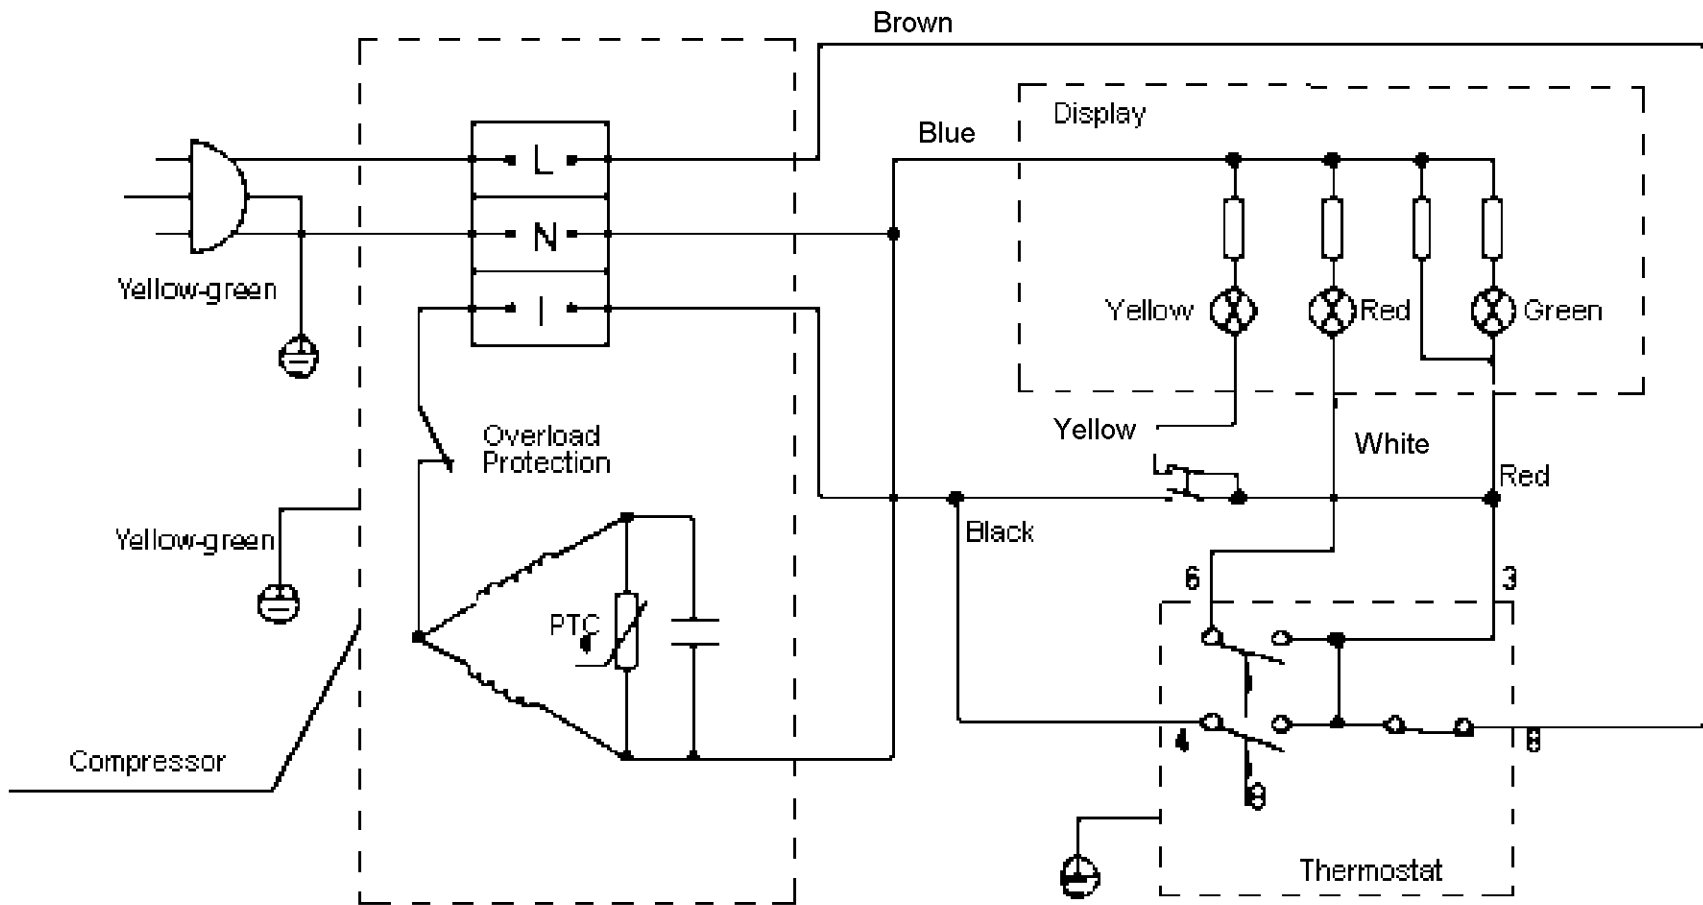 Brown
Display
Blue
L
N
I
Yellow-green
Yellow
Red
Green
Overload
Protection
Yellow
White
Red
Yellow-green
Black
6
3
PTC
4
8
Compressor
Thermostat